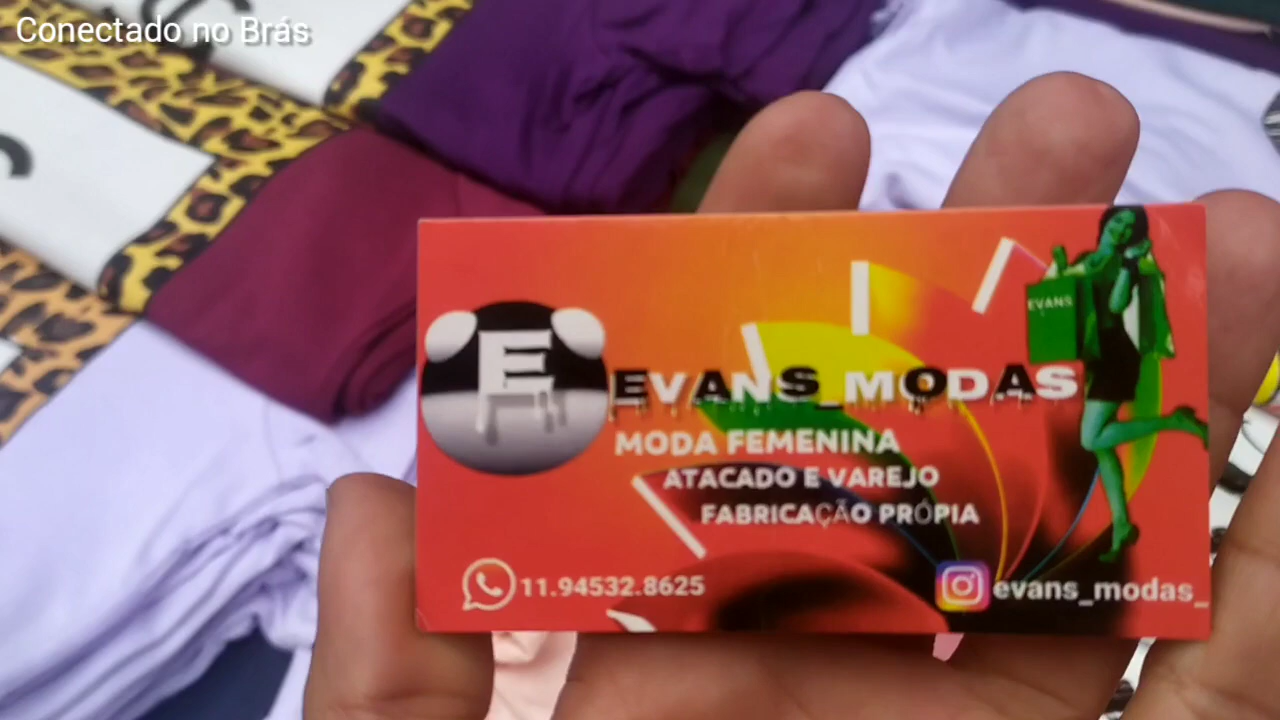 Conectado no Brás
EVANS
E
EVANS_MODAS
MODA FEMENINA
ATACADO E VAREJO
FABRICAÇÃO PRÓPIA
11.94532.8625
evans_modas_